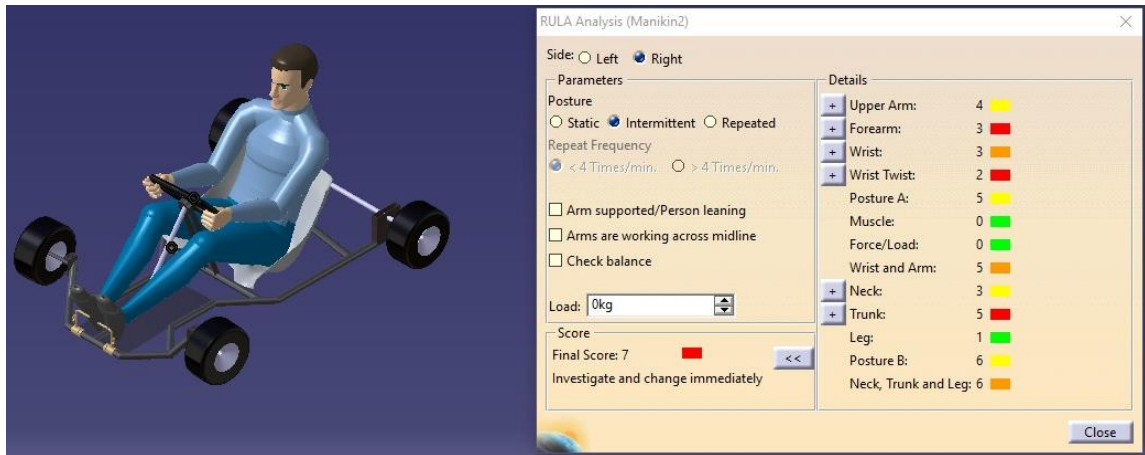 RULA Analysis (Manikin2)
Side: Left Right
Parameters
Posture
Static Intermittent Repeated
Repeat Frequency
< 4 Times/min. > 4 Times/min.
Arm supported/Person leaning
Arms are working across midline
Check balance
Load: 0kg
Score
Final Score: 7
<<
Investigate and change immediately
Details
+ Upper Arm: 4
+ Forearm: 3
+ Wrist: 3
+ Wrist Twist: 2
Posture A: 5
Muscle: 0
Force/Load: 0
Wrist and Arm: 5
+ Neck: 3
+ Trunk: 5
Leg: 1
Posture B: 6
Neck, Trunk and Leg: 6
Close